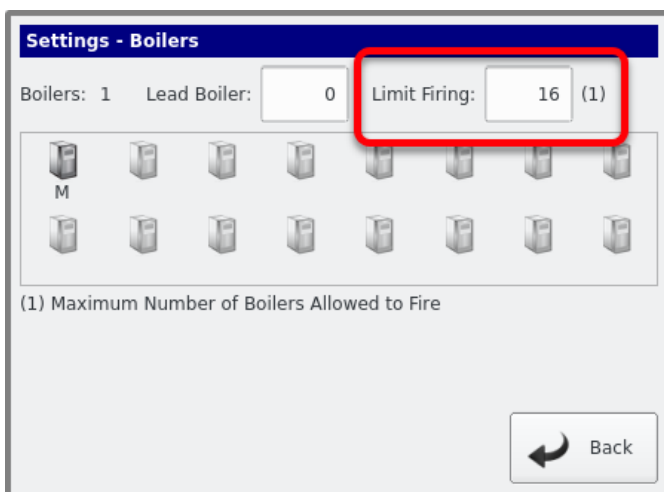 Settings - Boilers
Boilers: 1 Lead Boiler: 0 Limit Firing: 16 (1)
M
(1) Maximum Number of Boilers Allowed to Fire
Back